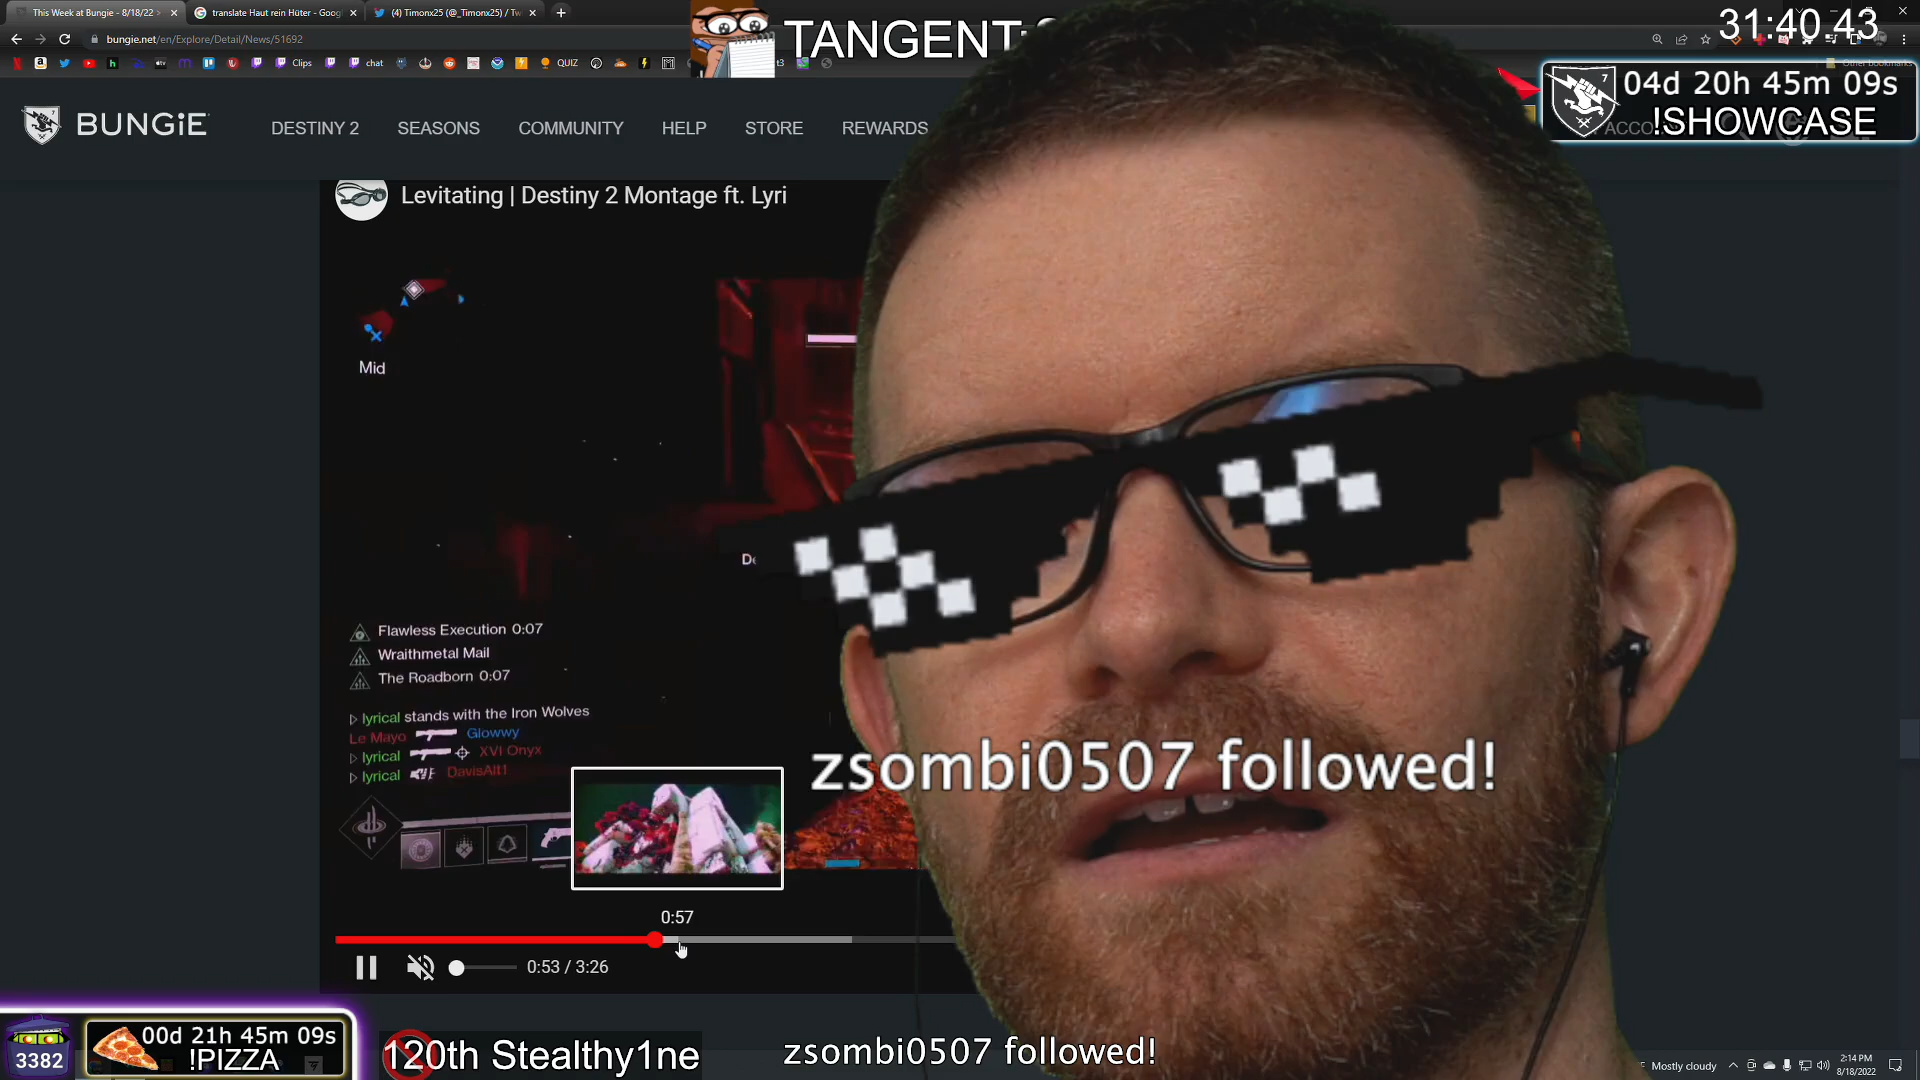 This Week at Bungie - 8/18/22
translate Haut rein Hüter - Goog
(4) Timonx25 (@_Timonx25) / Tw
TANGENT
31:40.43
bungie.net/en/Explore/Detail/News/51692
Clips
chat
QUIZ
Other bookmarks
04d 20h 45m 09s
!SHOWCASE
BUNGiE
DESTINY 2
SEASONS
COMMUNITY
HELP
STORE
REWARDS
Levitating | Destiny 2 Montage ft. Lyri
Mid
Flawless Execution 0:07
Wraithmetal Mail
The Roadborn 0:07
lyrical stands with the Iron Wolves
Le Mayo Glowwy
lyrical XVI Onyx
lyrical DavisAlt1
zsombi0507 followed!
0:57
0:53 / 3:26
3382
00d 21h 45m 09s
!PIZZA
120th Stealthy1ne
zsombi0507 followed!
Mostly cloudy
2:14 PM
8/18/2022